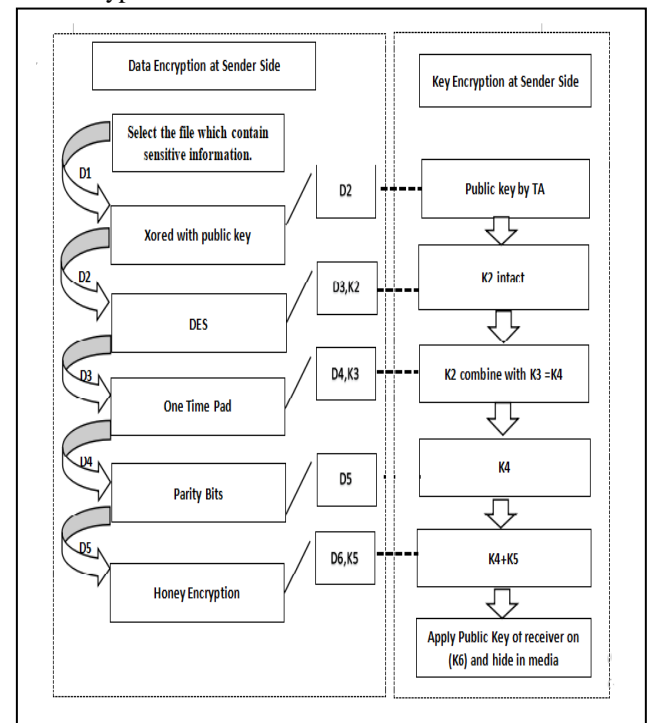 Data Encryption at Sender Side
Select the file which contain
sensitive information.
D1
Xored with public key
D2
D2
DES
D3,K2
D3
One Time Pad
D4,K3
D4
Parity Bits
D5
D5
Honey Encryption
D6,K5
Key Encryption at Sender Side
Public key by TA
K2 intact
K2 combine with K3 =K4
K4
K4+K5
Apply Public Key of receiver on
(K6) and hide in media